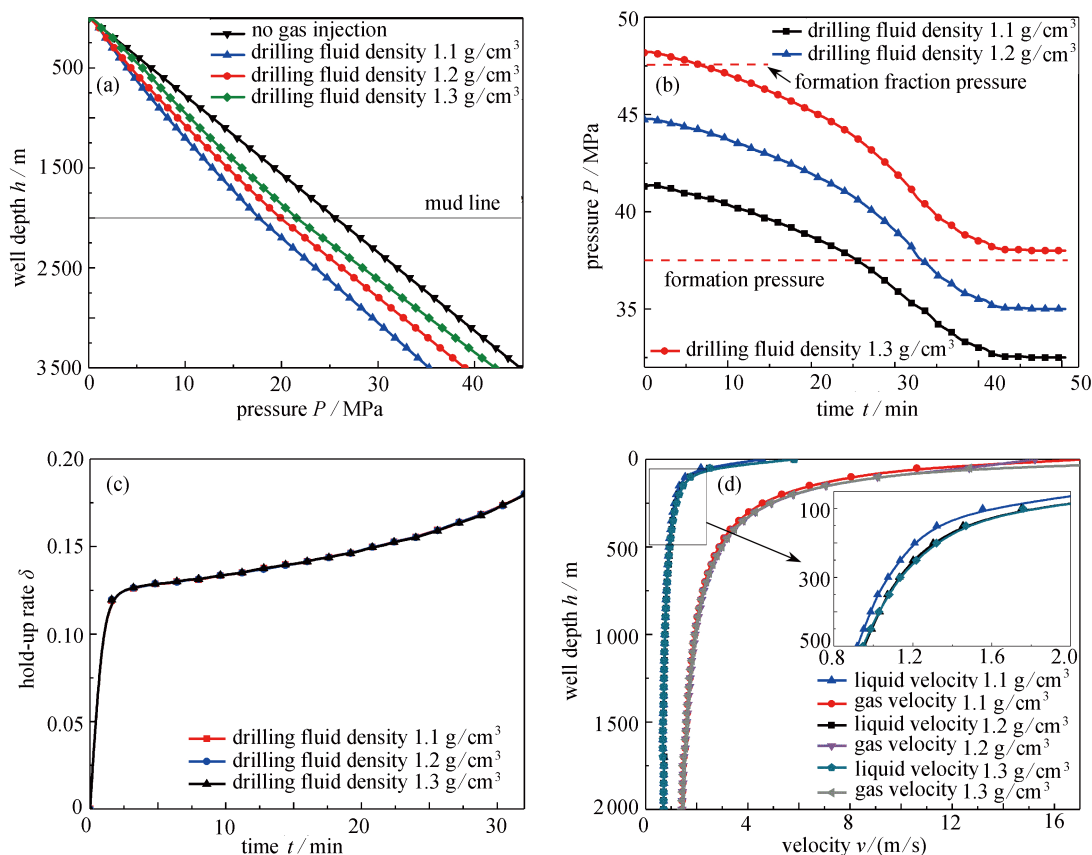 no gas injection
drilling fluid density 1.1 g/cm³
drilling fluid density 1.2 g/cm³
drilling fluid density 1.3 g/cm³
(a)
500
1 500
2 500
3 500
well depth h / m
mud line
0
10
20
30
40
pressure P / MPa
drilling fluid density 1.1 g/cm³
drilling fluid density 1.2 g/cm³
formation fraction pressure
(b)
50
45
40
35
pressure P / MPa
formation pressure
drilling fluid density 1.3 g/cm³
0
10
20
30
40
50
time t / min
(c)
0.20
0.15
0.10
0.05
0
hold-up rate δ
drilling fluid density 1.1 g/cm³
drilling fluid density 1.2 g/cm³
drilling fluid density 1.3 g/cm³
0
10
20
30
time t / min
(d)
0
500
1 000
1 500
2 000
well depth h / m
100
300
500
0.8
1.2
1.6
2.0
liquid velocity 1.1 g/cm³
gas velocity 1.1 g/cm³
liquid velocity 1.2 g/cm³
gas velocity 1.2 g/cm³
liquid velocity 1.3 g/cm³
gas velocity 1.3 g/cm³
0
4
8
12
16
velocity v/(m/s)